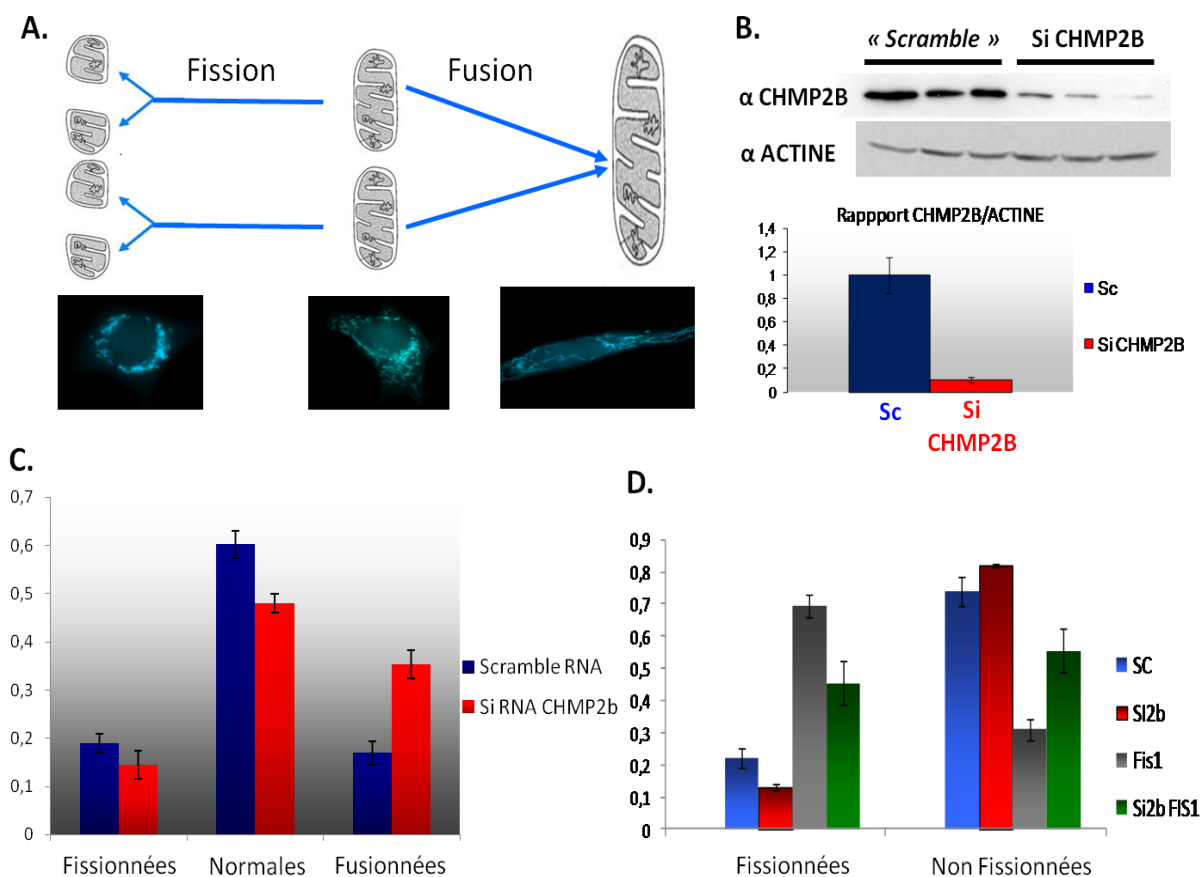 A.
Fission
Fusion
B.
« Scramble »
Si CHMP2B
α CHMP2B
α ACTINE
Rappport CHMP2B/ACTINE
1,4
1,2
1
0,8
0,6
0,4
0,2
0
Sc
Si CHMP2B
Sc
Si
CHMP2B
C.
0,7
0,6
0,5
0,4
0,3
0,2
0,1
0
Scramble RNA
Si RNA CHMP2b
Fissionnées
Normales
Fusionnées
D.
0,9
0,8
0,7
0,6
0,5
0,4
0,3
0,2
0,1
0
SC
SI2b
Fis1
Si2b FIS1
Fissionnées
Non Fissionnées